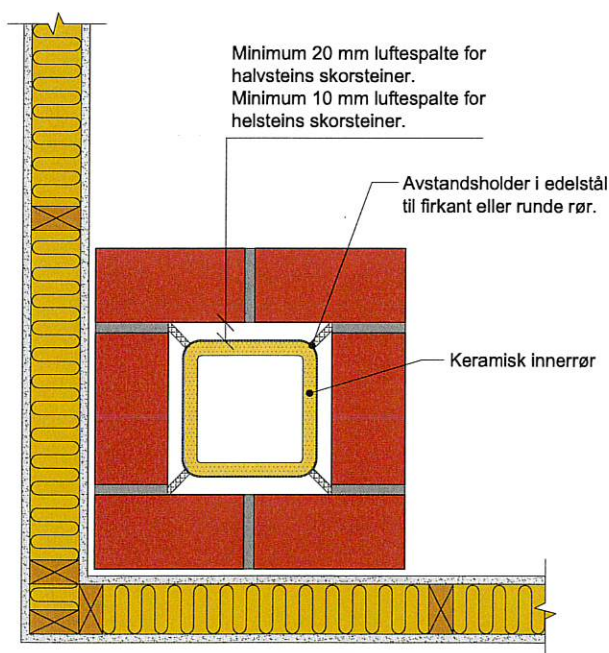 Minimum 20 mm luftespalte for
halvsteins skorsteiner.
Minimum 10 mm luftespalte for
helsteins skorsteiner.
Avstandsholder i edelstål
til firkant eller runde rør.
Keramisk innerrør